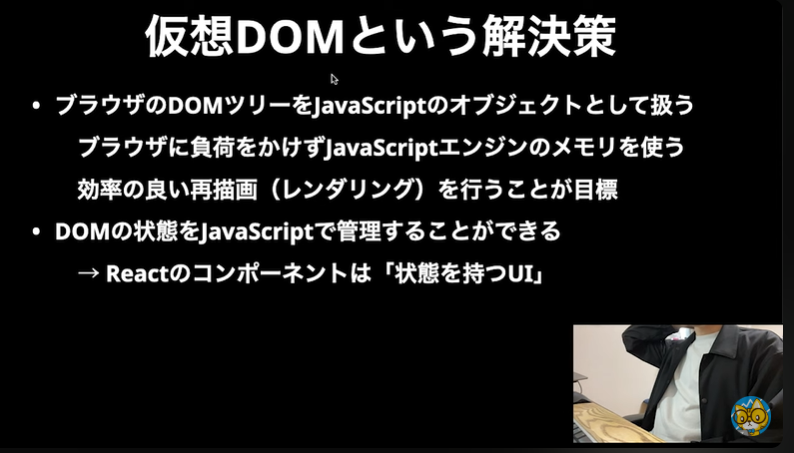 仮想DOMという解決策
• ブラウザのDOMツリーをJavaScriptのオブジェクトとして扱う
ブラウザに負荷をかけずJavaScriptエンジンのメモリを使う
効率の良い再描画（レンダリング）を行うことが目標
• DOMの状態をJavaScriptで管理することができる
→ Reactのコンポーネントは「状態を持つUI」